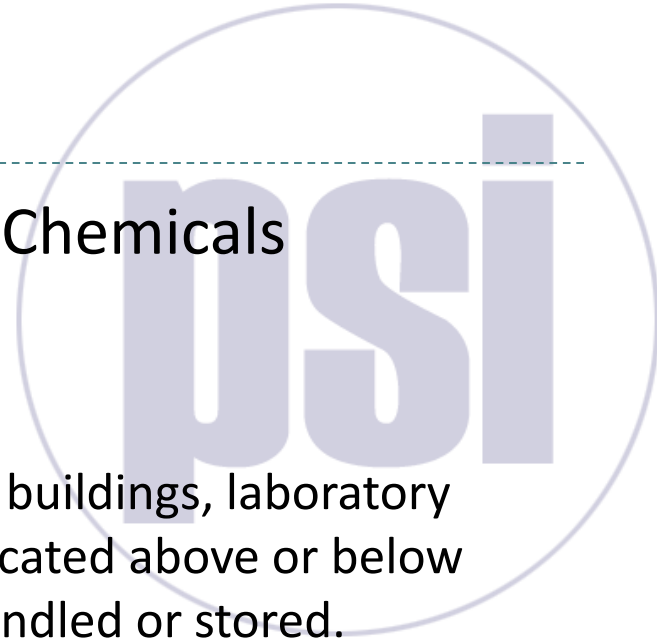 psi
Chemicals
buildings, laboratory
cated above or below
ndled or stored.